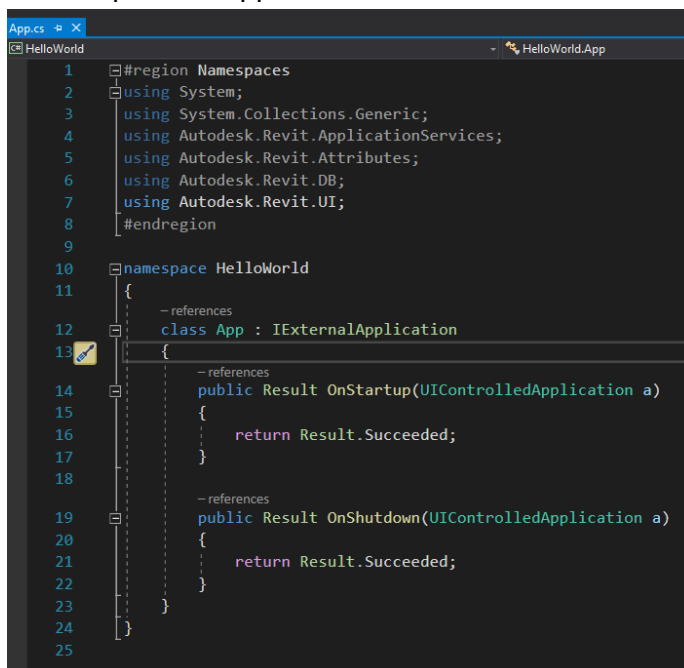 App.cs
HelloWorld HelloWorld.App
1 #region Namespaces
2 using System;
3 using System.Collections.Generic;
4 using Autodesk.Revit.ApplicationServices;
5 using Autodesk.Revit.Attributes;
6 using Autodesk.Revit.DB;
7 using Autodesk.Revit.UI;
8 #endregion
9
10 namespace HelloWorld
11 {
– references
12 class App : IExternalApplication
13 {
– references
14 public Result OnStartup(UIControlledApplication a)
15 {
16 return Result.Succeeded;
17 }
18
– references
19 public Result OnShutdown(UIControlledApplication a)
20 {
21 return Result.Succeeded;
22 }
23 }
24 }
25